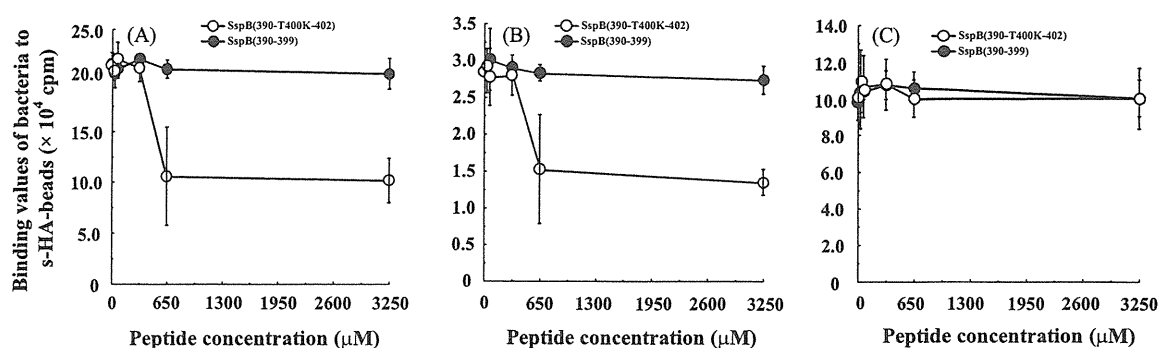 Binding values of bacteria to
s-HA-beads (× 10⁴ cpm)
(A)
SspB(390-T400K-402)
SspB(390-399)
25.0
20.0
15.0
10.0
5.0
0
0 650 1300 1950 2600 3250
Peptide concentration (μM)
(B)
SspB(390-T400K-402)
SspB(390-399)
3.5
3.0
2.5
2.0
1.5
1.0
0.5
0
0 650 1300 1950 2600 3250
Peptide concentration (μM)
(C)
SspB(390-T400K-402)
SspB(390-399)
14.0
12.0
10.0
8.0
6.0
4.0
2.0
0
0 650 1300 1950 2600 3250
Peptide concentration (μM)